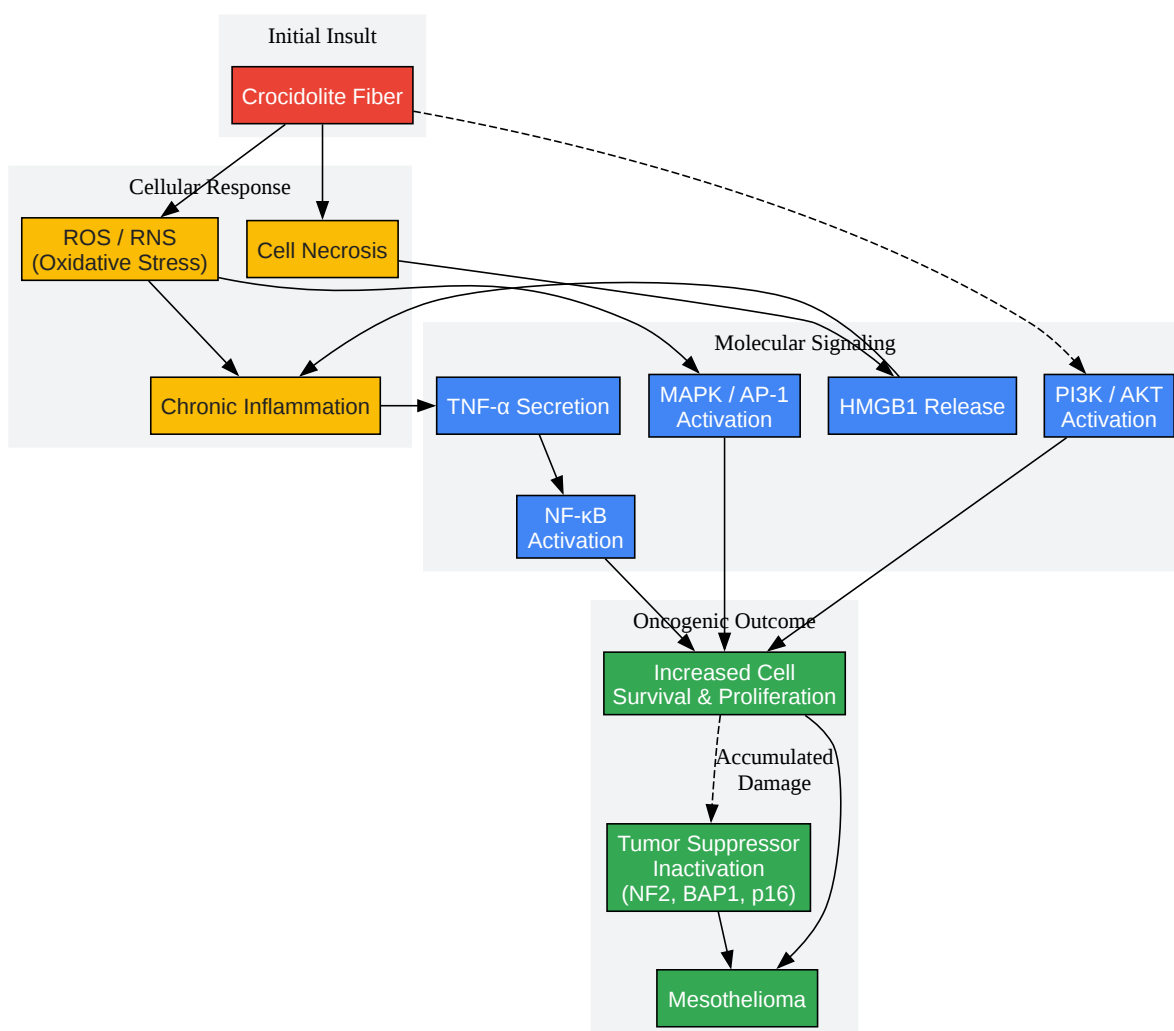 Initial Insult
Crocidolite Fiber
Cellular Response
ROS / RNS
(Oxidative Stress)
Cell Necrosis
Molecular Signaling
Chronic Inflammation
TNF-α Secretion
MAPK / AP-1
Activation
HMGB1 Release
PI3K / AKT
Activation
NF-κB
Activation
Oncogenic Outcome
Increased Cell
Survival & Proliferation
Accumulated
Damage
Tumor Suppressor
Inactivation
(NF2, BAP1, p16)
Mesothelioma